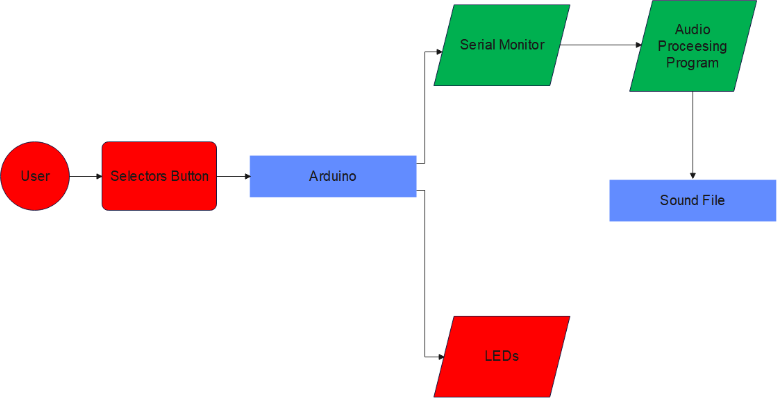 Serial Monitor
Audio
Proceesing
Program
User
Selectors Button
Arduino
Sound File
LEDs